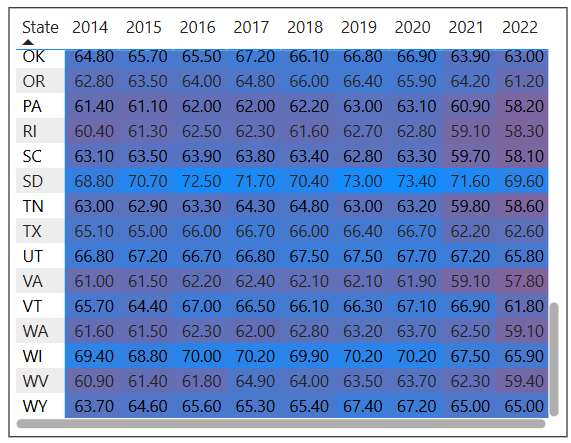 State 2014 2015 2016 2017 2018 2019 2020 2021 2022
OK 64.80 65.70 65.50 67.20 66.10 66.80 66.90 63.90 63.00
OR 62.80 63.50 64.00 64.80 66.00 66.40 65.90 64.20 61.20
PA 61.40 61.10 62.00 62.00 62.20 63.00 63.10 60.90 58.20
RI 60.40 61.30 62.50 62.30 61.60 62.70 62.80 59.10 58.30
SC 63.10 63.50 63.90 63.80 63.40 62.80 63.30 59.70 58.10
SD 68.80 70.70 72.50 71.70 70.40 73.00 73.40 71.60 69.60
TN 63.00 62.90 63.30 64.30 64.80 63.00 63.20 59.80 58.60
TX 65.10 65.00 66.00 66.70 66.00 66.40 66.70 62.20 62.60
UT 66.80 67.20 66.70 66.80 67.50 67.50 67.70 67.20 65.80
VA 61.00 61.50 62.20 62.40 62.10 62.10 61.90 59.10 57.80
VT 65.70 64.40 67.00 66.50 66.10 66.30 67.10 66.90 61.80
WA 61.60 61.50 62.30 62.00 62.80 63.20 63.70 62.50 59.10
WI 69.40 68.80 70.00 70.20 69.90 70.20 70.20 67.50 65.90
WV 60.90 61.40 61.80 64.90 64.00 63.50 63.70 62.30 59.40
WY 63.70 64.60 65.60 65.30 65.40 67.40 67.20 65.00 65.00